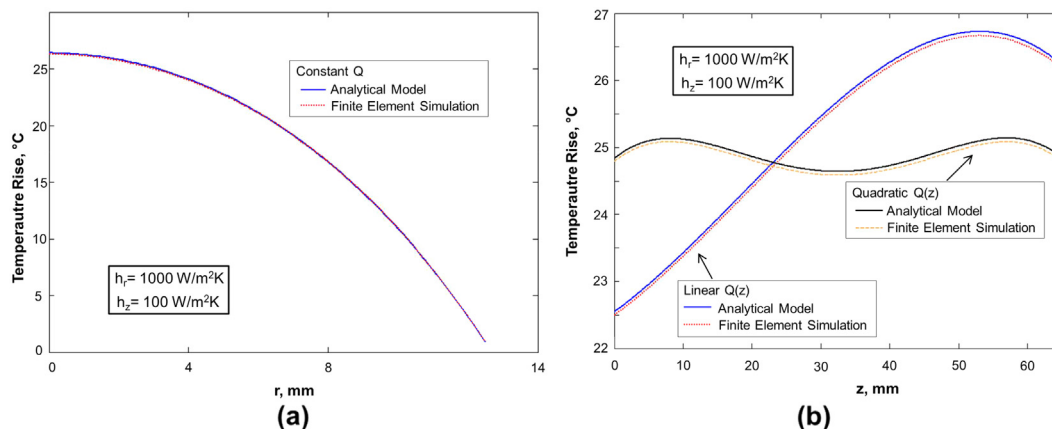 Temperautre Rise, °C
25
20
15
10
5
0
Constant Q
Analytical Model
Finite Element Simulation
hr= 1000 W/m²K
hz= 100 W/m²K
0 4 8 14
r, mm
(a)
Temperautre Rise, °C
27
26
25
24
23
22
hr= 1000 W/m²K
hz= 100 W/m²K
Quadratic Q(z)
Analytical Model
Finite Element Simulation
Linear Q(z)
Analytical Model
Finite Element Simulation
0 10 20 30 40 50 60
z, mm
(b)